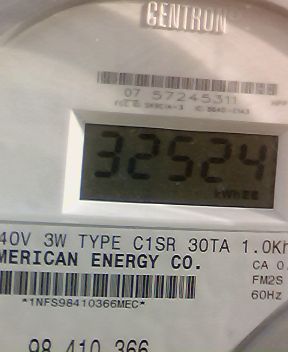 CENTRON®
07 57245311
32524
kWh
40V 3W TYPE C1SR 30TA 1.0Kh
MERICAN ENERGY CO.
CA 0.
FM2S
60Hz
*1NFS98410366MEC*
98 410 366